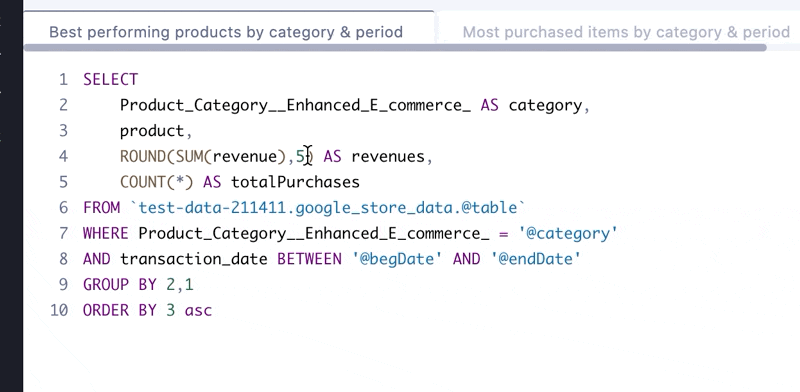 Best performing products by category & period
Most purchased items by category & period
1 SELECT
2 Product_Category__Enhanced_E_commerce_ AS category,
3 product,
4 ROUND(SUM(revenue),5) AS revenues,
5 COUNT(*) AS totalPurchases
6 FROM `test-data-211411.google_store_data.@table`
7 WHERE Product_Category__Enhanced_E_commerce_ = '@category'
8 AND transaction_date BETWEEN '@begDate' AND '@endDate'
9 GROUP BY 2,1
10 ORDER BY 3 asc